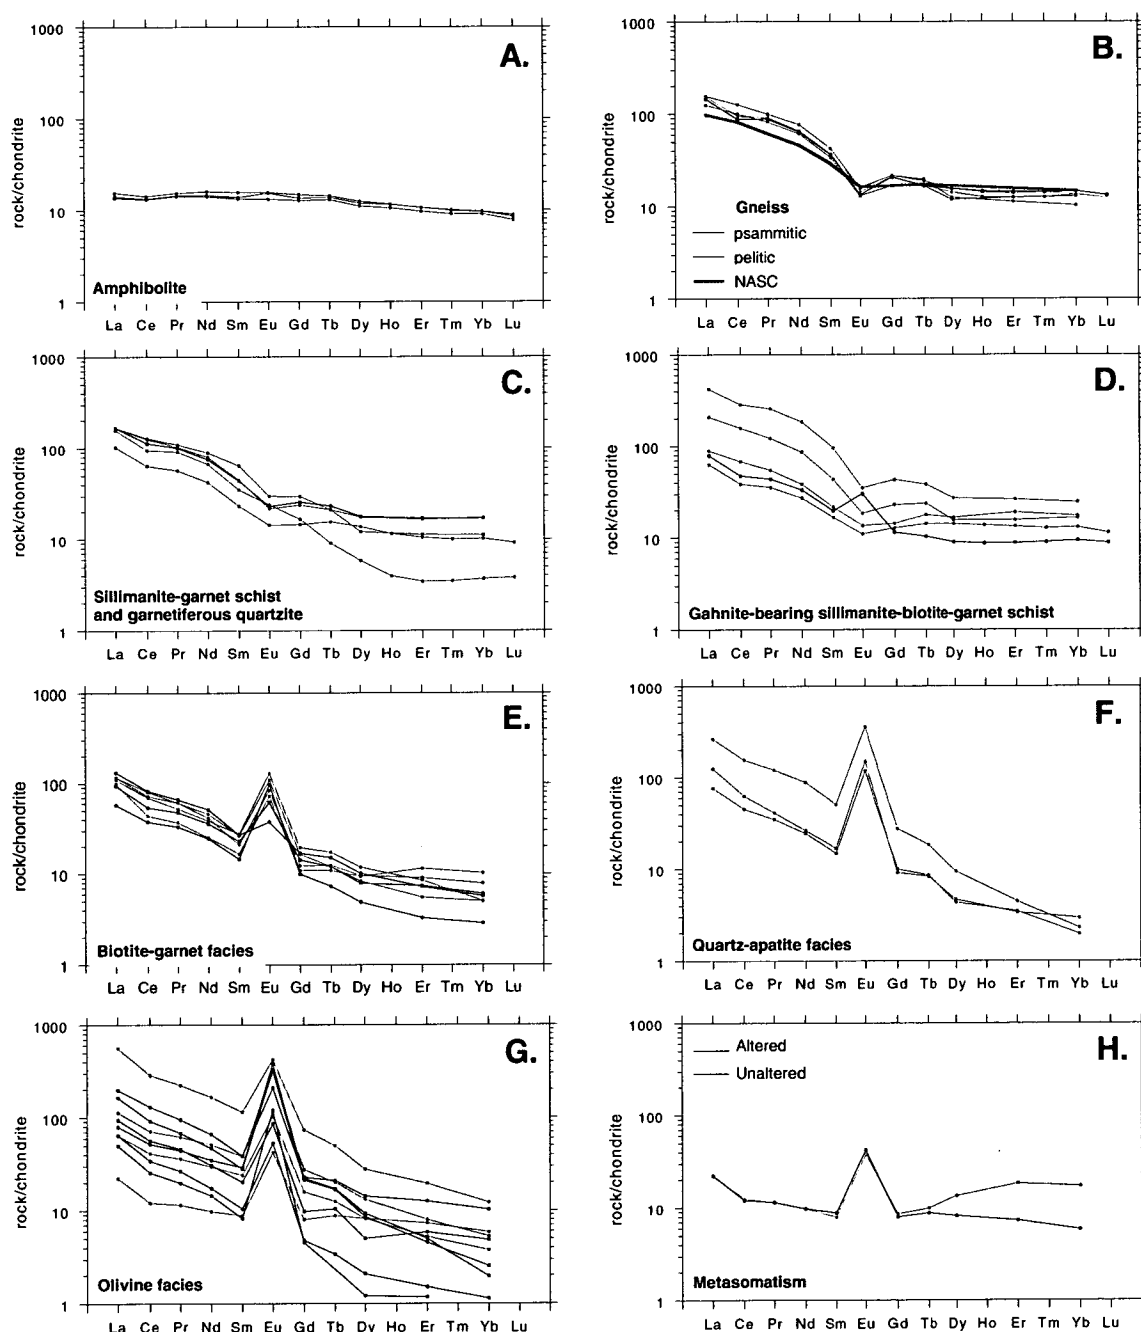 A.
1000
100
10
1
rock/chondrite
Amphibolite
La Ce Pr Nd Sm Eu Gd Tb Dy Ho Er Tm Yb Lu
B.
1000
100
10
1
rock/chondrite
Gneiss
psammitic
pelitic
NASC
La Ce Pr Nd Sm Eu Gd Tb Dy Ho Er Tm Yb Lu
C.
1000
100
10
1
rock/chondrite
Sillimanite-garnet schist
and garnetiferous quartzite
La Ce Pr Nd Sm Eu Gd Tb Dy Ho Er Tm Yb Lu
D.
1000
100
10
1
rock/chondrite
Gahnite-bearing sillimanite-biotite-garnet schist
La Ce Pr Nd Sm Eu Gd Tb Dy Ho Er Tm Yb Lu
E.
1000
100
10
1
rock/chondrite
Biotite-garnet facies
La Ce Pr Nd Sm Eu Gd Tb Dy Ho Er Tm Yb Lu
F.
1000
100
10
1
rock/chondrite
Quartz-apatite facies
La Ce Pr Nd Sm Eu Gd Tb Dy Ho Er Tm Yb Lu
G.
1000
100
10
1
rock/chondrite
Olivine facies
La Ce Pr Nd Sm Eu Gd Tb Dy Ho Er Tm Yb Lu
H.
1000
100
10
1
rock/chondrite
Altered
Unaltered
Metasomatism
La Ce Pr Nd Sm Eu Gd Tb Dy Ho Er Tm Yb Lu